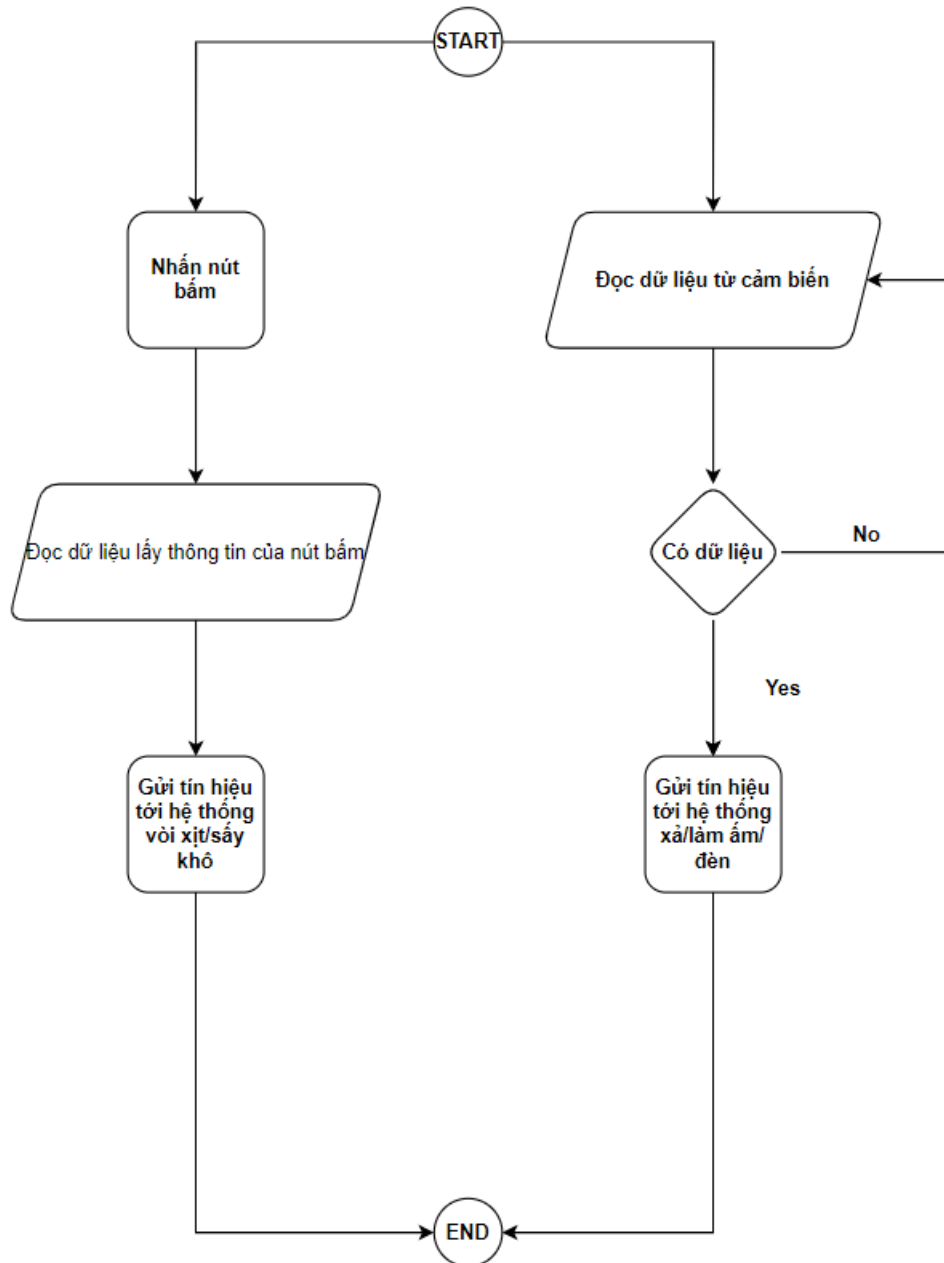 START
Nhấn nút
bấm
Đọc dữ liệu từ cảm biến
Đọc dữ liệu lấy thông tin của nút bấm
Có dữ liệu
No
Yes
Gửi tín hiệu
tới hệ thống
vòi xịt/sấy
khô
Gửi tín hiệu
tới hệ thống
xả/làm ấm/
đèn
END